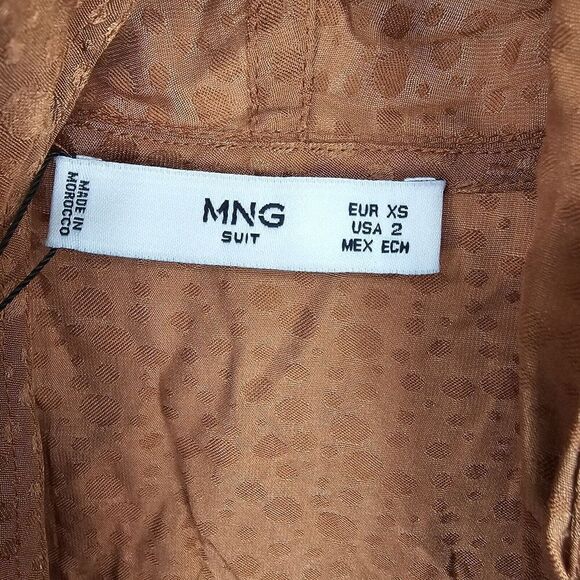 MADE IN
MOROCCO
MNG
SUIT
EUR XS
USA 2
MEX ECH